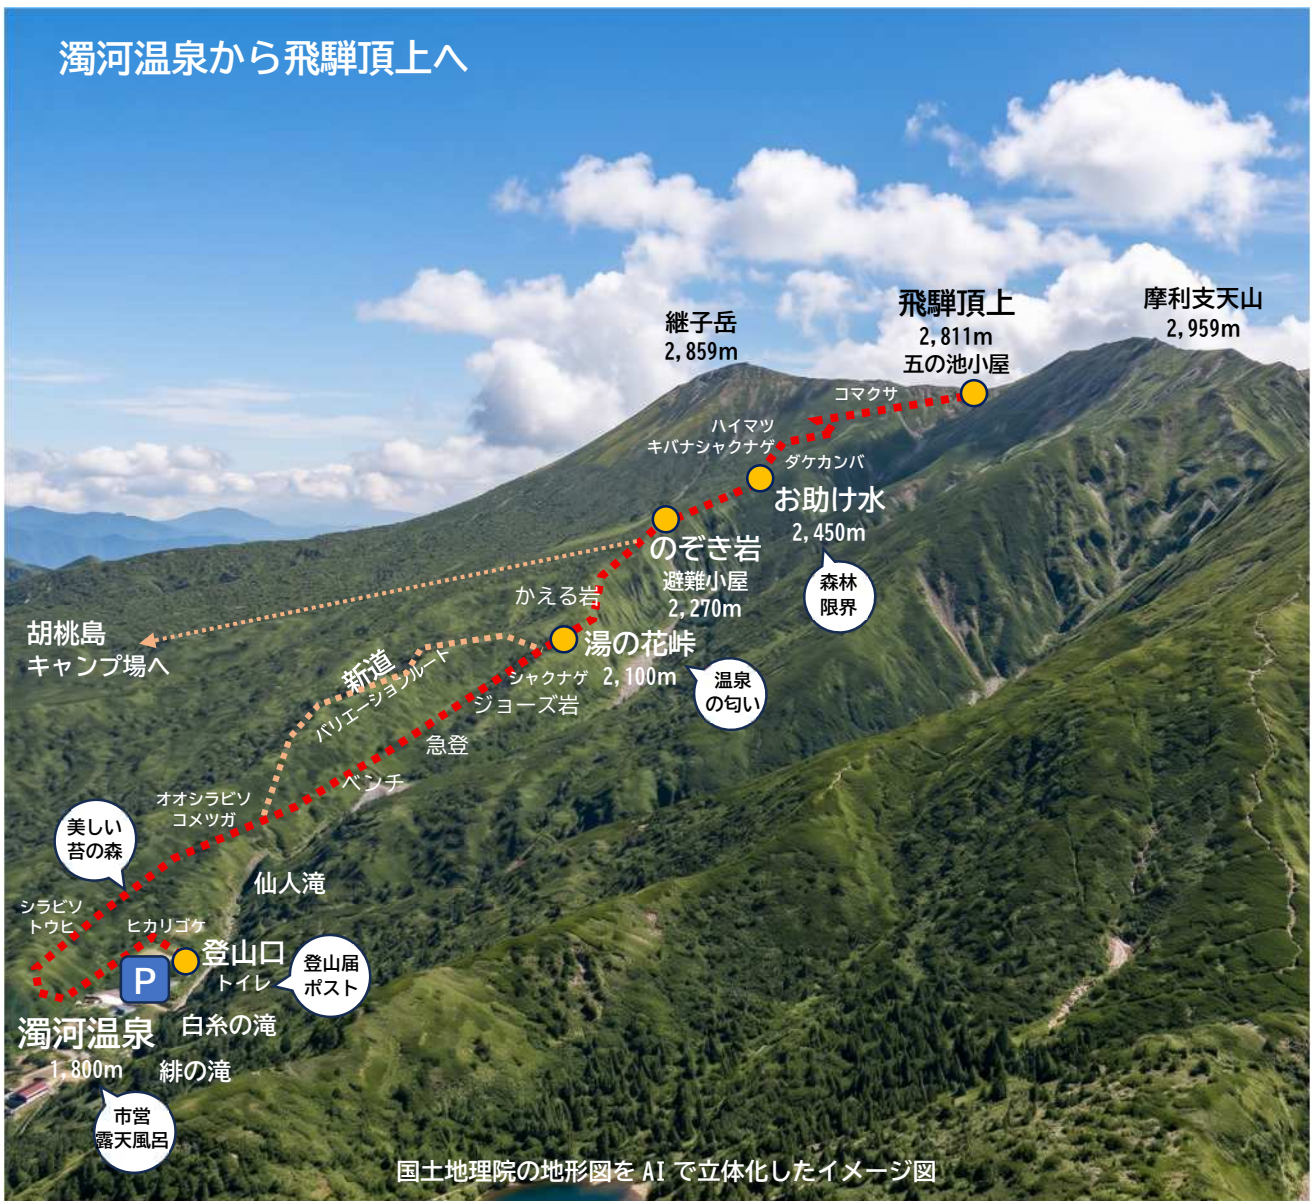 濁河温泉から飛騨頂上へ
飛騨頂上
2,811m
五の池小屋
摩利支天山
2,959m
継子岳
2,859m
コマクサ
ハイマツ
キバナシャクナゲ
ダケカンバ
お助け水
2,450m
森林
限界
のぞき岩
避難小屋
2,270m
かえる岩
胡桃島
キャンプ場へ
湯の花峠
2,100m
温泉
の匂い
新道
バリエーションルート
シャクナゲ
ジョーズ岩
急登
ベンチ
オオシラビソ
コメツガ
美しい
苔の森
仙人滝
シラビソ
トウヒ
ヒカリゴケ
登山口
トイレ
登山届
ポスト
P
濁河温泉
1,800m
白糸の滝
緋の滝
市営
露天風呂
国土地理院の地形図をAIで立体化したイメージ図